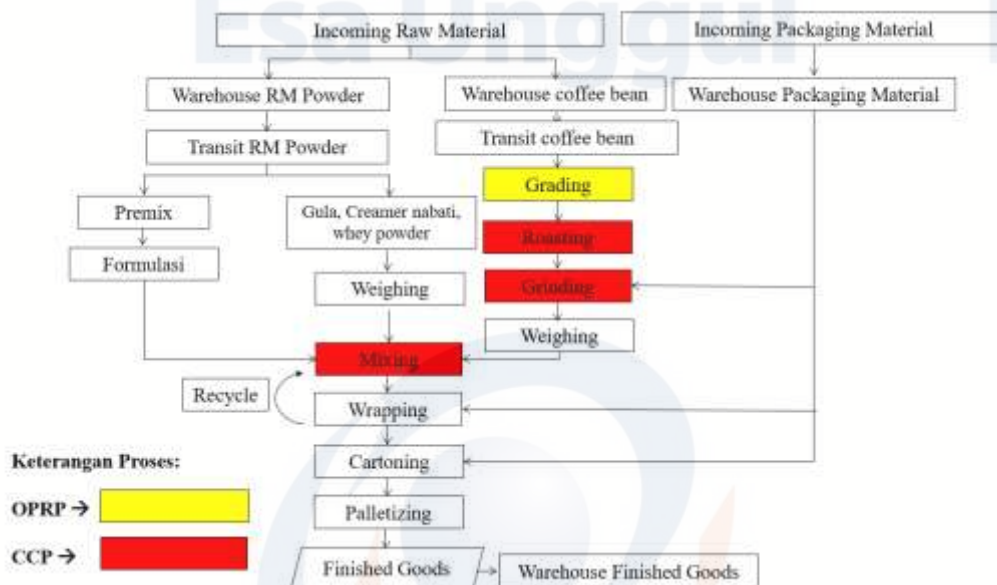 Esa Unggul
Incoming Raw Material
Incoming Packaging Material
Warehouse RM Powder
Warehouse coffee bean
Warehouse Packaging Material
Transit RM Powder
Transit coffee bean
Grading
Premix
Gula, Creamer nabati,
whey powder
Roasting
Formulasi
Weighing
Grinding
Weighing
Mixing
Recycle
Wrapping
Keterangan Proses:
Cartoning
OPRP →
Palletizing
CCP →
Finished Goods
Warehouse Finished Goods